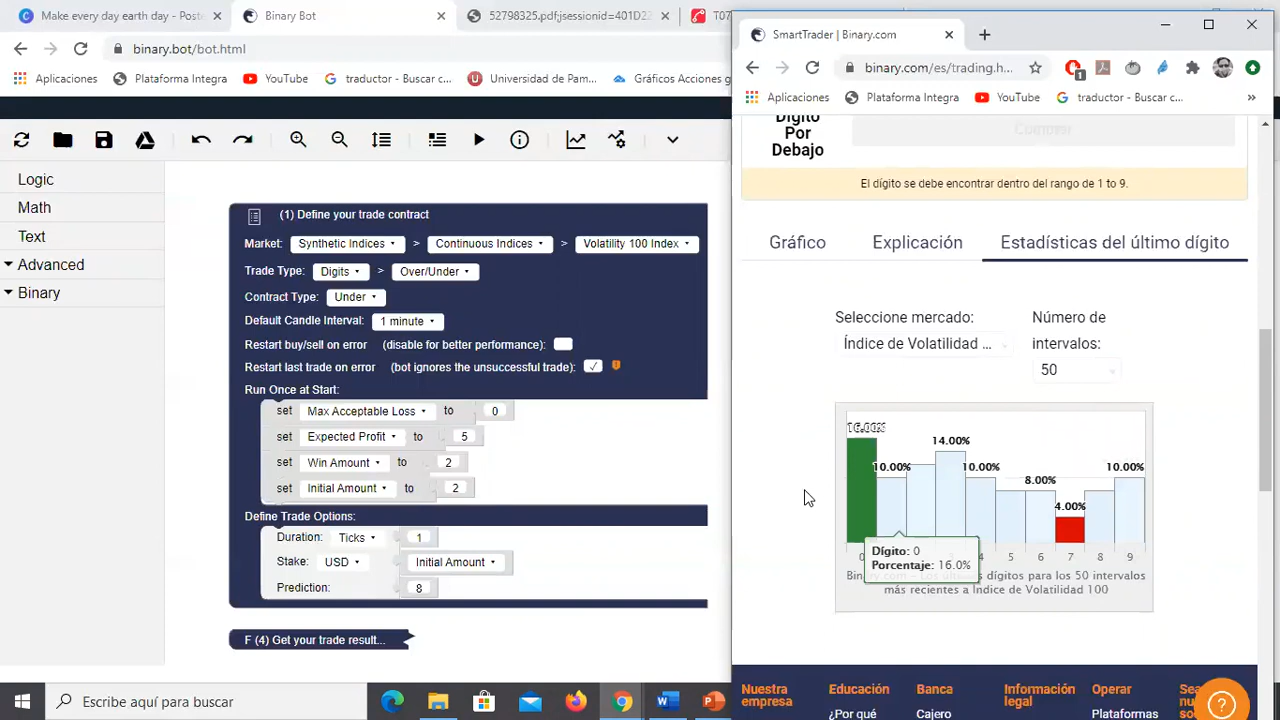 Make every day earth day - Posts
Binary Bot
52798325.pdf;jsessionid=401D22
T07
binary.bot/bot.html
Aplicaciones
Plataforma Integra
YouTube
traductor - Buscar c...
Universidad de Pam...
Gráficos Acciones
Logic
Math
Text
Advanced
Binary
(1) Define your trade contract
Market: Synthetic Indices > Continuous Indices > Volatility 100 Index
Trade Type: Digits > Over/Under
Contract Type: Under
Default Candle Interval: 1 minute
Restart buy/sell on error (disable for better performance):
Restart last trade on error (bot ignores the unsuccessful trade): ✓
Run Once at Start:
set Max Acceptable Loss to 0
set Expected Profit to 5
set Win Amount to 2
set Initial Amount to 2
Define Trade Options:
Duration: Ticks 1
Stake: USD Initial Amount
Prediction: 8
F (4) Get your trade result...
SmartTrader | Binary.com
binary.com/es/trading.h...
1
Aplicaciones
Plataforma Integra
YouTube
traductor - Buscar c...
Dígito
Por
Debajo
Comprar
El dígito se debe encontrar dentro del rango de 1 to 9.
Gráfico
Explicación
Estadísticas del último dígito
Seleccione mercado:
Índice de Volatilidad ...
Número de
intervalos:
50
16.00%
10.00%
14.00%
10.00%
8.00%
4.00%
10.00%
0 3 4 5 6 7 8 9
Dígito: 0
Porcentaje: 16.0%
Binary.com - Los últimos dígitos para los 50 intervalos
más recientes a Índice de Volatilidad 100
Nuestra
empresa
Educación
¿Por qué
Banca
Cajero
Información
legal
Operar
Plataformas
?
Escribe aquí para buscar